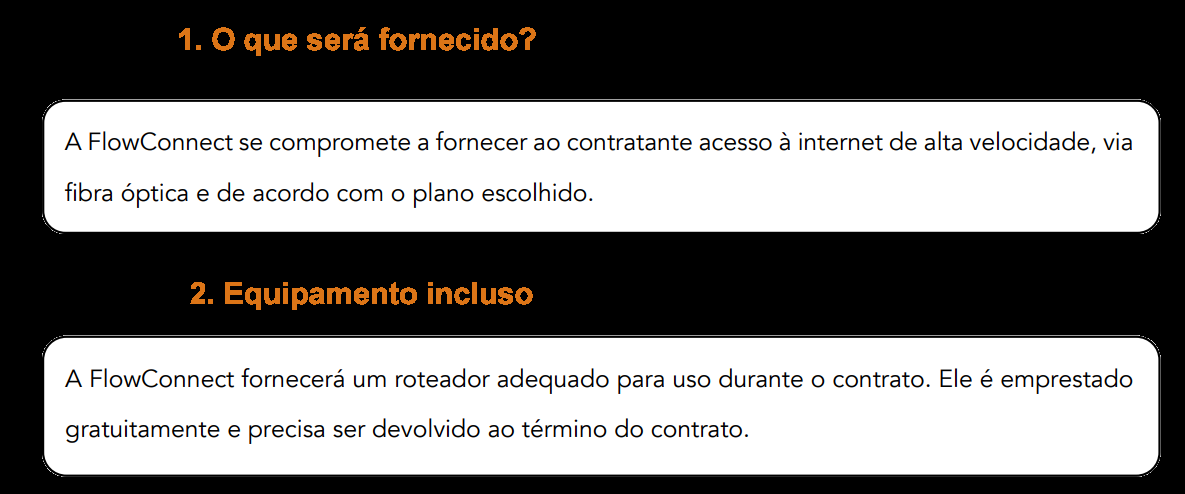 1. O que será fornecido?
A FlowConnect se compromete a fornecer ao contratante acesso à internet de alta velocidade, via
fibra óptica e de acordo com o plano escolhido.
2. Equipamento incluso
A FlowConnect fornecerá um roteador adequado para uso durante o contrato. Ele é emprestado
gratuitamente e precisa ser devolvido ao término do contrato.